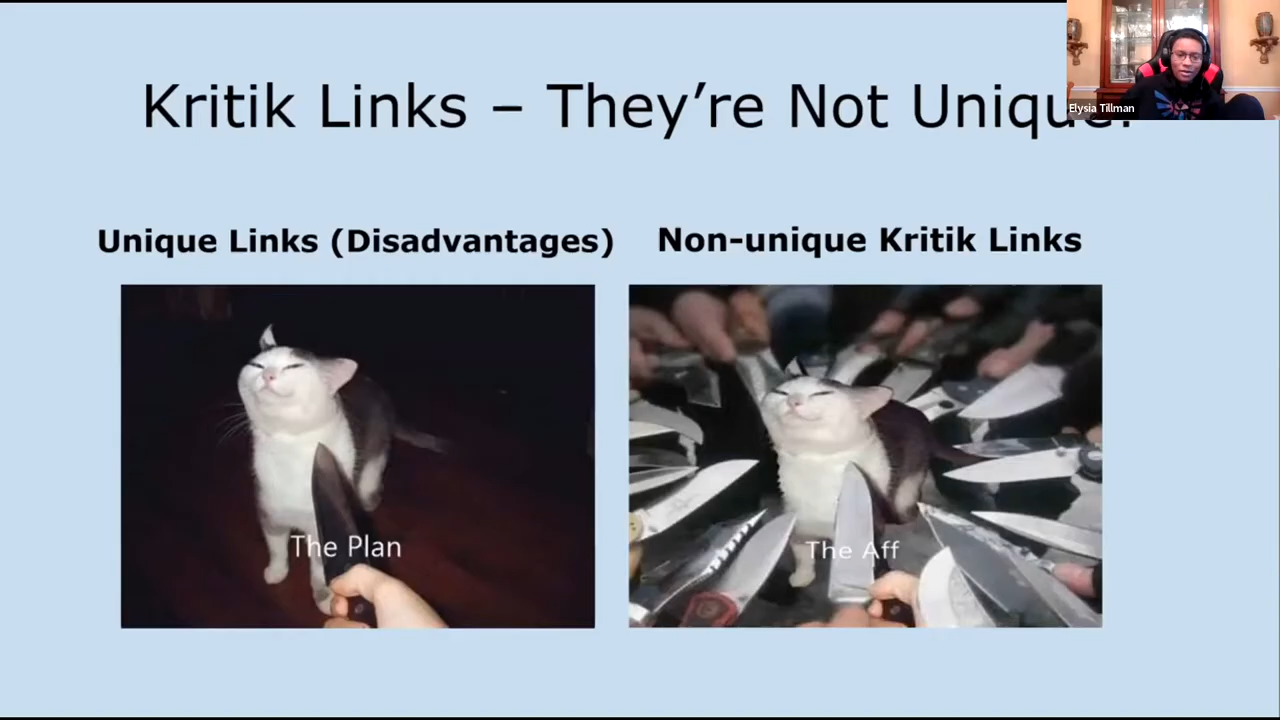 Kritik Links – They're Not Unique!
Elysia Tillman
Unique Links (Disadvantages)
Non-unique Kritik Links
The Plan
The Aff